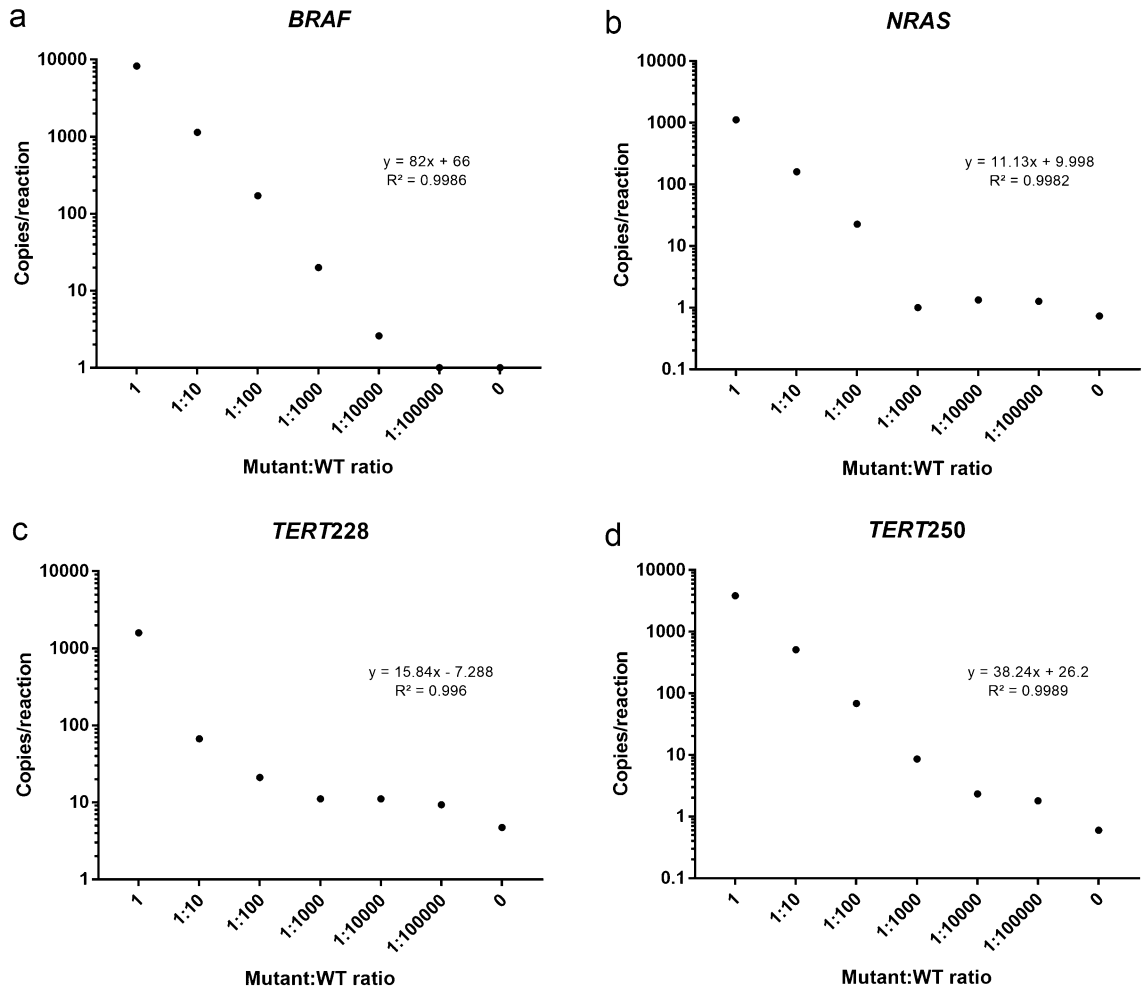 a
BRAF
10000
1000
100
10
1
Copies/reaction
y = 82x + 66
R² = 0.9986
1
1:10
1:100
1:1000
1:10000
1:100000
0
Mutant:WT ratio
b
NRAS
10000
1000
100
10
1
0.1
Copies/reaction
y = 11.13x + 9.998
R² = 0.9982
1
1:10
1:100
1:1000
1:10000
1:100000
0
Mutant:WT ratio
c
TERT228
10000
1000
100
10
1
Copies/reaction
y = 15.84x - 7.288
R² = 0.996
1
1:10
1:100
1:1000
1:10000
1:100000
0
Mutant:WT ratio
d
TERT250
10000
1000
100
10
1
0.1
Copies/reaction
y = 38.24x + 26.2
R² = 0.9989
1
1:10
1:100
1:1000
1:10000
1:100000
0
Mutant:WT ratio